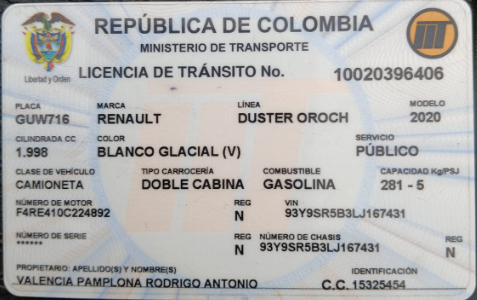 REPÚBLICA DE COLOMBIA
MINISTERIO DE TRANSPORTE
Libertad y Orden
LICENCIA DE TRÁNSITO No. 10020396406
PLACA MARCA LÍNEA MODELO
GUW716 RENAULT DUSTER OROCH 2020
CILINDRADA CC COLOR SERVICIO
1.998 BLANCO GLACIAL (V) PÚBLICO
CLASE DE VEHÍCULO TIPO CARROCERÍA COMBUSTIBLE CAPACIDAD Kg/PSJ
CAMIONETA DOBLE CABINA GASOLINA 281 - 5
NÚMERO DE MOTOR REG VIN
F4RE410C224892 N 93Y9SR5B3LJ167431
NÚMERO DE SERIE REG NÚMERO DE CHASIS REG
****** N 93Y9SR5B3LJ167431 N
PROPIETARIO: APELLIDO(S) Y NOMBRE(S) IDENTIFICACIÓN
VALENCIA PAMPLONA RODRIGO ANTONIO C.C. 15325454